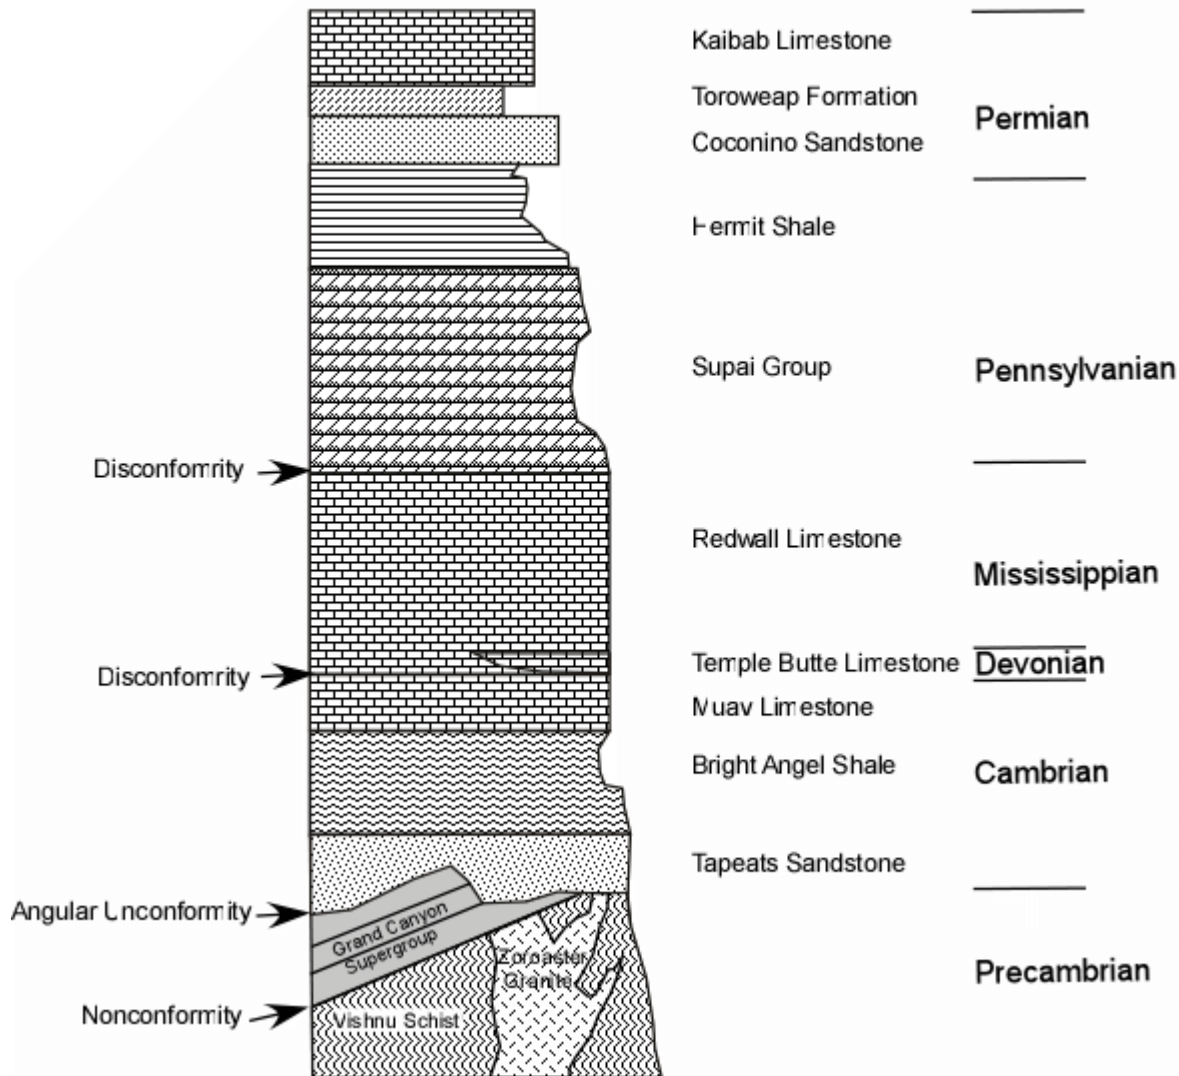 Kaibab Limestone
Toroweap Formation
Permian
Coconino Sandstone
Hermit Shale
Supai Group
Pennsylvanian
Disconfomrity
Redwall Limestone
Mississippian
Temple Butte Limestone
Devonian
Disconfomrity
Muav Limestone
Bright Angel Shale
Cambrian
Tapeats Sandstone
Angular Unconformity
Grand Canyon
Supergroup
Zoroaster
Granite
Precambrian
Nonconformity
Vishnu Schist